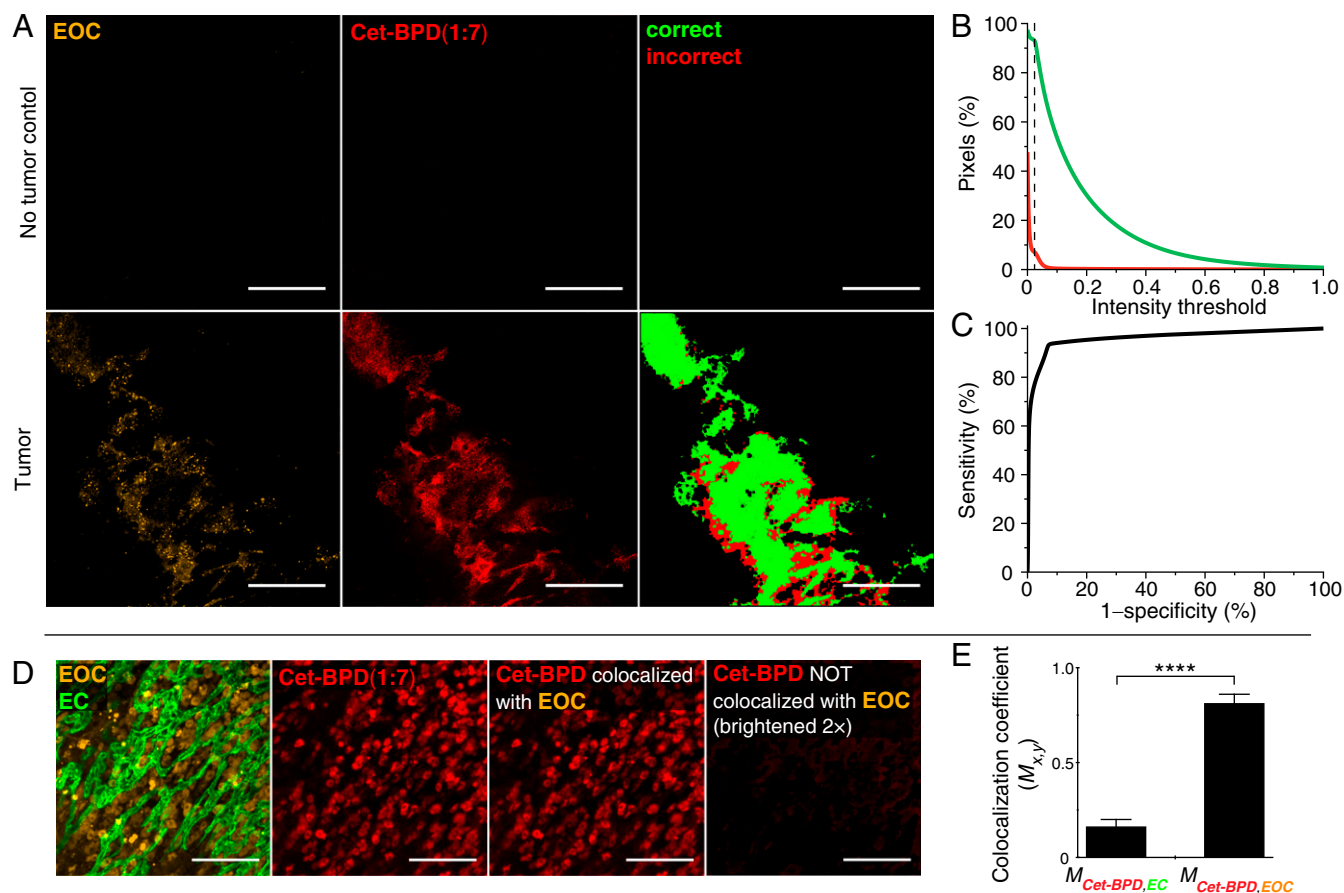 A
EOC
Cet-BPD(1:7)
correct
incorrect
No tumor contol
Tumor
B
Pixels (%)
100
80
60
40
20
0
0
0.2
0.4
0.6
0.8
1.0
Intensity threshold
C
Sensitivity (%)
100
80
60
40
20
0
0
20
40
60
80
100
1–specificity (%)
D
EOC
EC
Cet-BPD(1:7)
Cet-BPD colocalized
with EOC
Cet-BPD NOT
colocalized with EOC
(brightened 2×)
E
Colocalization coefficient
(Mx,y)
1.0
0.5
0
****
MCet-BPD,EC
MCet-BPD,EOC